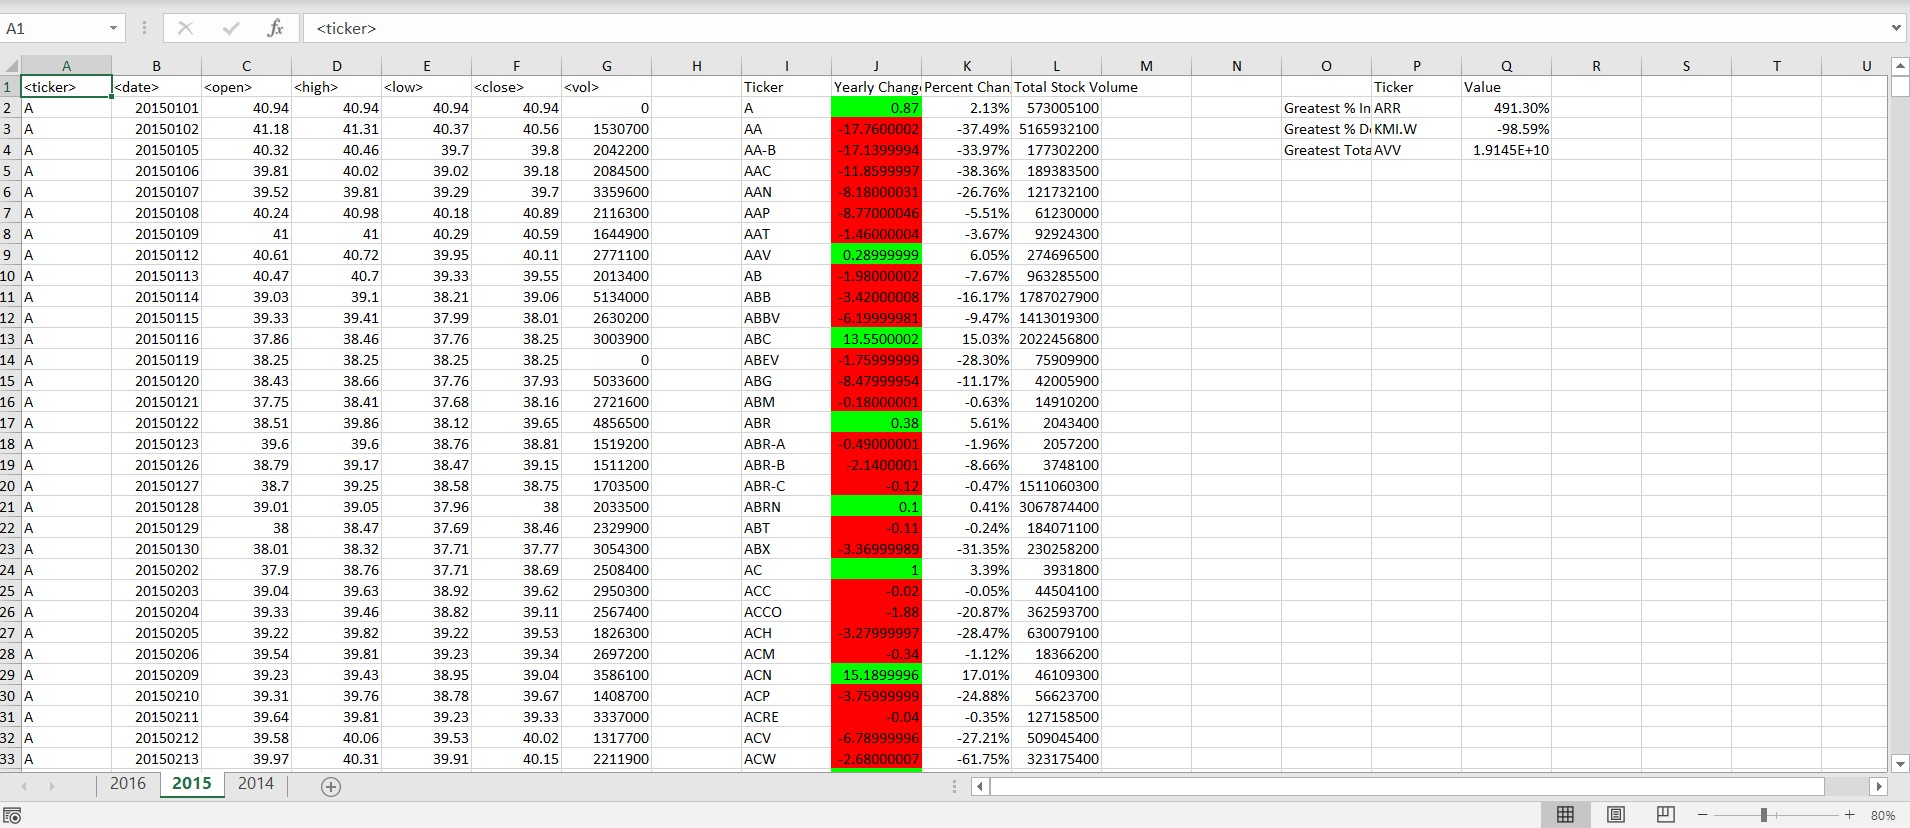 A1 fx <ticker>
A B C D E F G H I J K L M N O P Q R S T U
1 <ticker> <date> <open> <high> <low> <close> <vol> Ticker Yearly Chang Percent Chan Total Stock Volume Ticker Value
2 A 20150101 40.94 40.94 40.94 40.94 0 A 0.87 2.13% 573005100 Greatest % In ARR 491.30%
3 A 20150102 41.18 41.31 40.37 40.56 1530700 AA -17.7600002 -37.49% 5165932100 Greatest % D KMI.W -98.59%
4 A 20150105 40.32 40.46 39.7 39.8 2042200 AA-B -17.1399994 -33.97% 177302200 Greatest Tota AVV 1.9145E+10
5 A 20150106 39.81 40.02 39.02 39.18 2084500 AAC -11.8599997 -38.36% 189383500
6 A 20150107 39.52 39.81 39.29 39.7 3359600 AAN -8.18000031 -26.76% 121732100
7 A 20150108 40.24 40.98 40.18 40.89 2116300 AAP -8.77000046 -5.51% 61230000
8 A 20150109 41 41 40.29 40.59 1644900 AAT -1.46000004 -3.67% 92924300
9 A 20150112 40.61 40.72 39.95 40.11 2771100 AAV 0.28999999 6.05% 274696500
10 A 20150113 40.47 40.7 39.33 39.55 2013400 AB -1.98000002 -7.67% 963285500
11 A 20150114 39.03 39.1 38.21 39.06 5134000 ABB -3.42000008 -16.17% 1787027900
12 A 20150115 39.33 39.41 37.99 38.01 2630200 ABBV -6.19999981 -9.47% 1413019300
13 A 20150116 37.86 38.46 37.76 38.25 3003900 ABC 13.5500002 15.03% 2022456800
14 A 20150119 38.25 38.25 38.25 38.25 0 ABEV -1.75999999 -28.30% 75909900
15 A 20150120 38.43 38.66 37.76 37.93 5033600 ABG -8.47999954 -11.17% 42005900
16 A 20150121 37.75 38.41 37.68 38.16 2721600 ABM -0.18000001 -0.63% 14910200
17 A 20150122 38.51 39.86 38.12 39.65 4856500 ABR 0.38 5.61% 2043400
18 A 20150123 39.6 39.6 38.76 38.81 1519200 ABR-A -0.49000001 -1.96% 2057200
19 A 20150126 38.79 39.17 38.47 39.15 1511200 ABR-B -2.1400001 -8.66% 3748100
20 A 20150127 38.7 39.25 38.58 38.75 1703500 ABR-C -0.12 -0.47% 1511060300
21 A 20150128 39.01 39.05 37.96 38 2033500 ABRN 0.1 0.41% 3067874400
22 A 20150129 38 38.47 37.69 38.46 2329900 ABT -0.11 -0.24% 184071100
23 A 20150130 38.01 38.32 37.71 37.77 3054300 ABX -3.36999989 -31.35% 230258200
24 A 20150202 37.9 38.76 37.71 38.69 2508400 AC 1 3.39% 3931800
25 A 20150203 39.04 39.63 38.92 39.62 2950300 ACC -0.02 -0.05% 44504100
26 A 20150204 39.33 39.46 38.82 39.11 2567400 ACCO -1.88 -20.87% 362593700
27 A 20150205 39.22 39.82 39.22 39.53 1826300 ACH -3.27999997 -28.47% 630079100
28 A 20150206 39.54 39.81 39.23 39.34 2697200 ACM -0.34 -1.12% 18366200
29 A 20150209 39.23 39.43 38.95 39.04 3586100 ACN 15.1899996 17.01% 46109300
30 A 20150210 39.31 39.76 38.78 39.67 1408700 ACP -3.75999999 -24.88% 56623700
31 A 20150211 39.64 39.81 39.23 39.33 3337000 ACRE -0.04 -0.35% 127158500
32 A 20150212 39.58 40.06 39.53 40.02 1317700 ACV -6.78999996 -27.21% 509045400
33 A 20150213 39.97 40.31 39.91 40.15 2211900 ACW -2.68000007 -61.75% 323175400
2016 2015 2014
80%